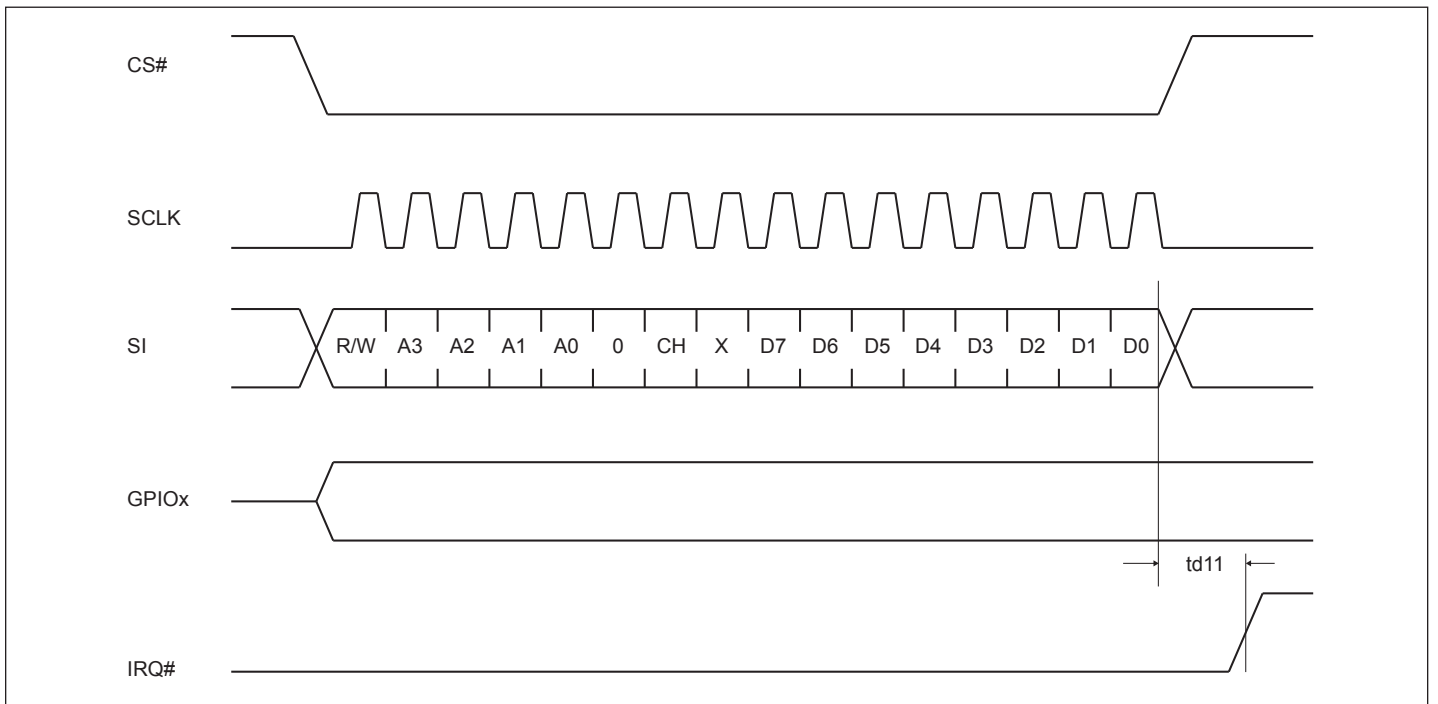 CS#
SCLK
SI R/W A3 A2 A1 A0 0 CH X D7 D6 D5 D4 D3 D2 D1 D0
GPIOx
td11
IRQ#